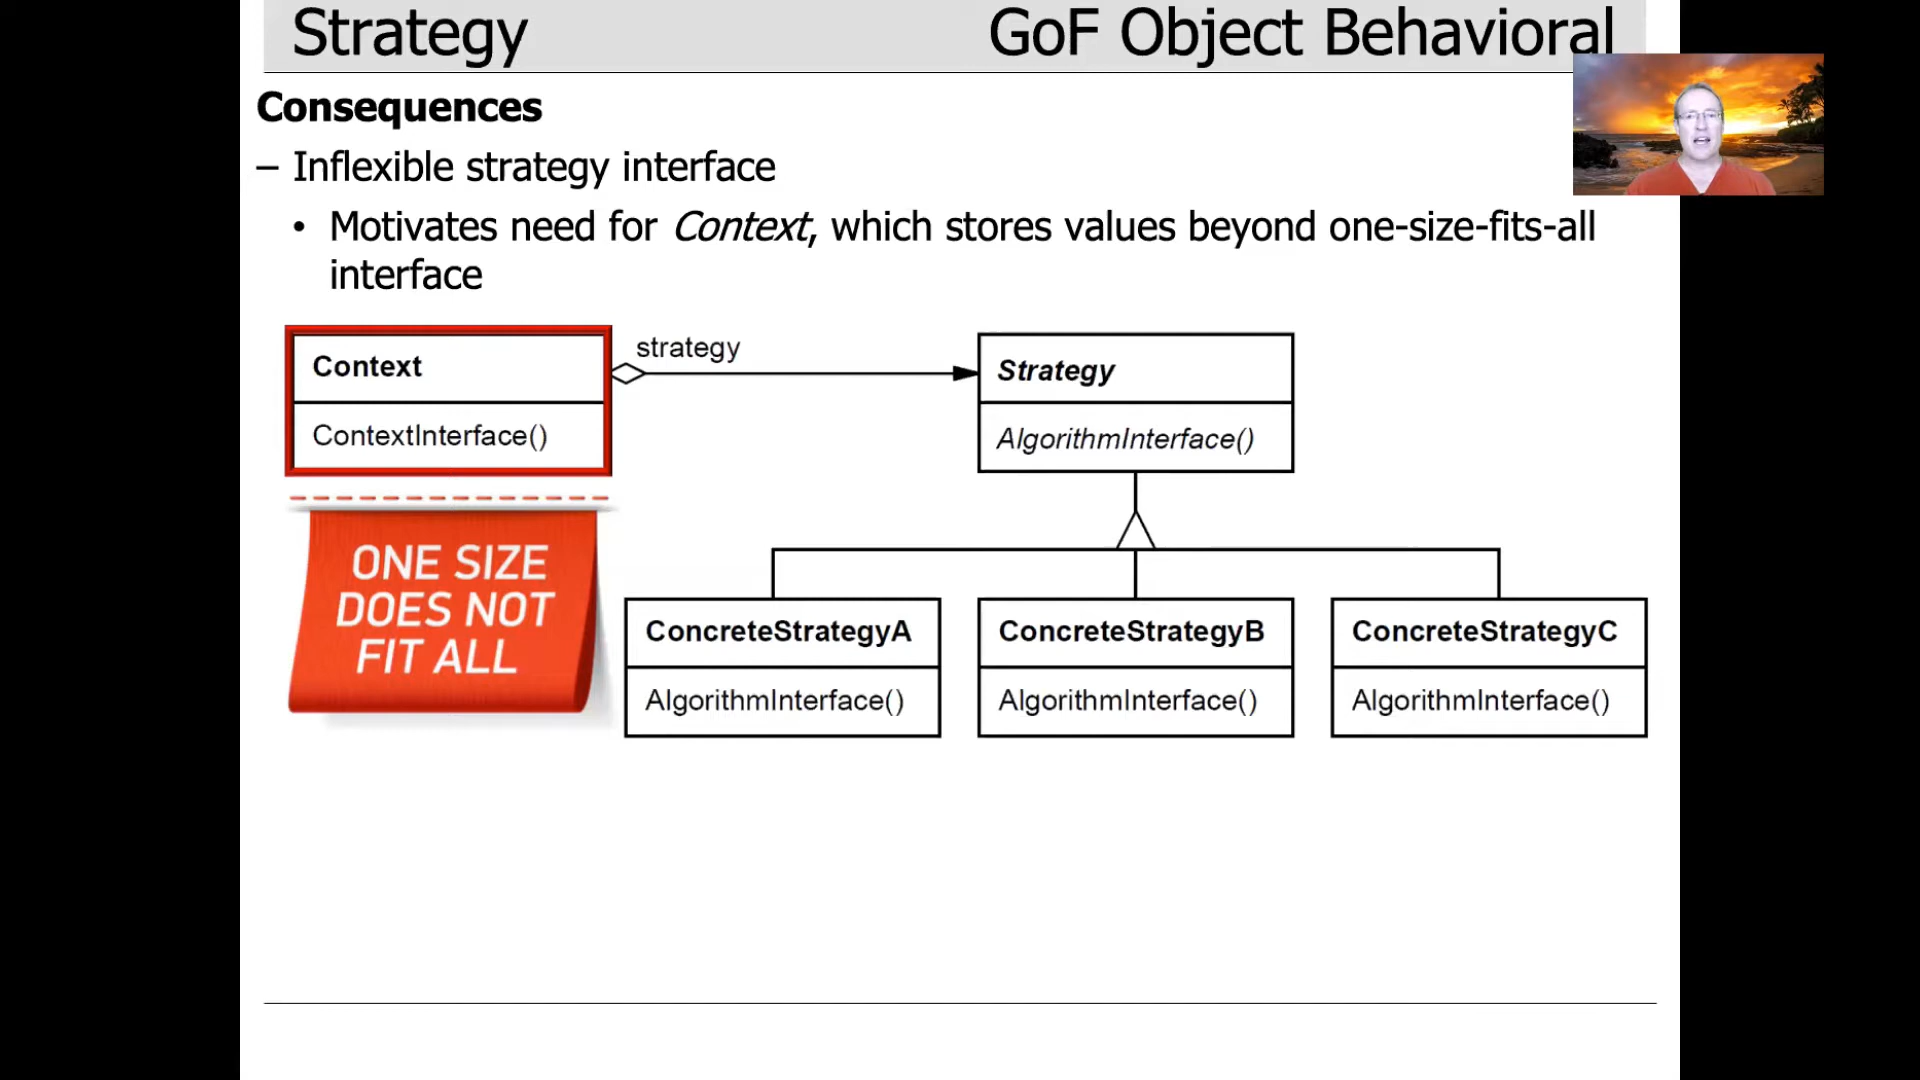 Strategy GoF Object Behavioral
Consequences
– Inflexible strategy interface
• Motivates need for Context, which stores values beyond one-size-fits-all
interface
strategy
Context
Strategy
ContextInterface()
AlgorithmInterface()
ONE SIZE
DOES NOT
FIT ALL
ConcreteStrategyA
ConcreteStrategyB
ConcreteStrategyC
AlgorithmInterface()
AlgorithmInterface()
AlgorithmInterface()